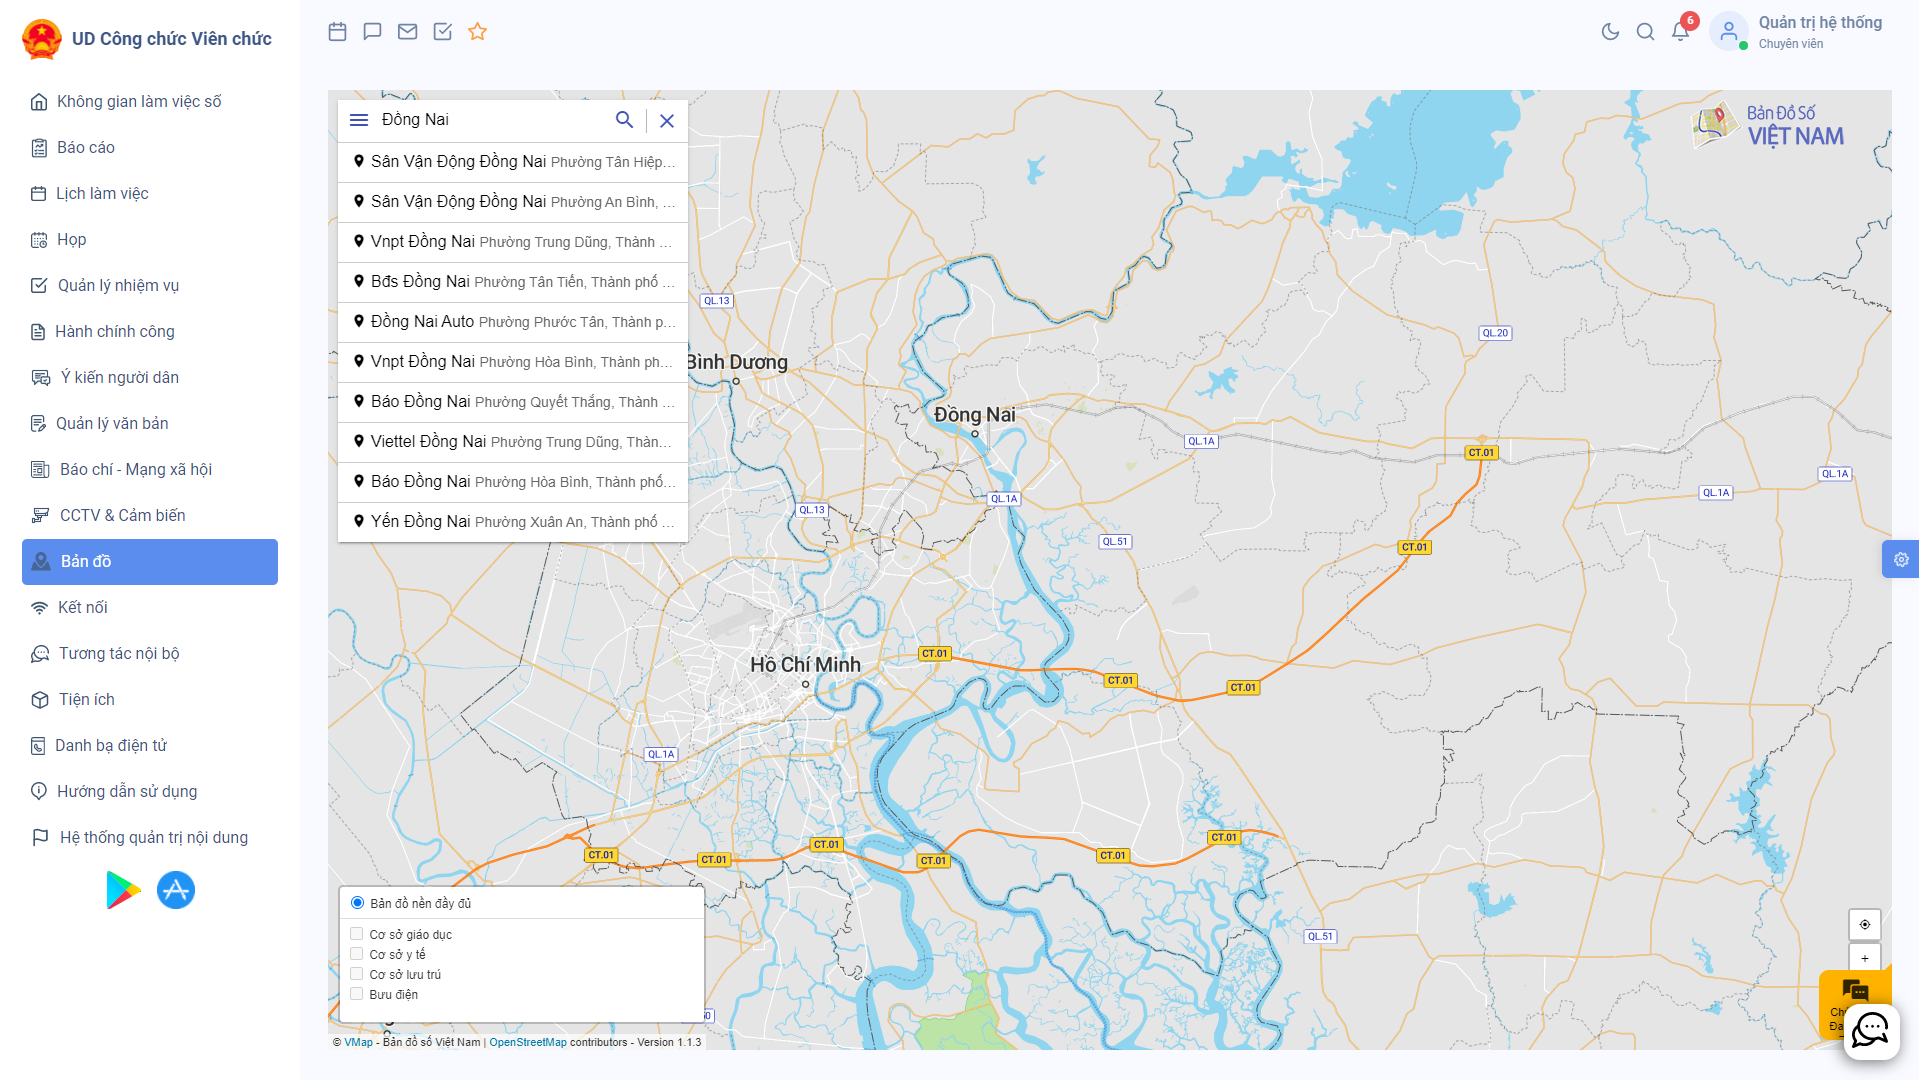 UD Công chức Viên chức
6
Quản trị hệ thống
Chuyên viên
Không gian làm việc số
Báo cáo
Lịch làm việc
Họp
Quản lý nhiệm vụ
Hành chính công
Ý kiến người dân
Quản lý văn bản
Báo chí - Mạng xã hội
CCTV & Cảm biến
Bản đồ
Kết nối
Tương tác nội bộ
Tiện ích
Danh bạ điện tử
Hướng dẫn sử dụng
Hệ thống quản trị nội dung
Đồng Nai
Sân Vận Động Đồng Nai Phường Tân Hiệp...
Sân Vận Động Đồng Nai Phường An Bình, ...
Vnpt Đồng Nai Phường Trung Dũng, Thành ...
Bđs Đồng Nai Phường Tân Tiến, Thành phố ...
Đồng Nai Auto Phường Phước Tân, Thành p...
Vnpt Đồng Nai Phường Hòa Bình, Thành ph...
Báo Đồng Nai Phường Quyết Thắng, Thành ...
Viettel Đồng Nai Phường Trung Dũng, Thàn...
Báo Đồng Nai Phường Hòa Bình, Thành phố...
Yến Đồng Nai Phường Xuân An, Thành phố ...
Bản Đồ Số
VIỆT NAM
QL.13
QL.20
Bình Dương
Đồng Nai
QL.1A
CT.01
QL.1A
QL.1A
QL.1A
QL.13
QL.51
CT.01
CT.01
Hồ Chí Minh
CT.01
CT.01
QL.1A
CT.01
CT.01
CT.01
CT.01
CT.01
CT.01
QL.51
Bản đồ nền đầy đủ
Cơ sở giáo dục
Cơ sở y tế
Cơ sở lưu trú
Bưu điện
+
© VMap - Bản đồ số Việt Nam | OpenStreetMap contributors - Version 1.1.3